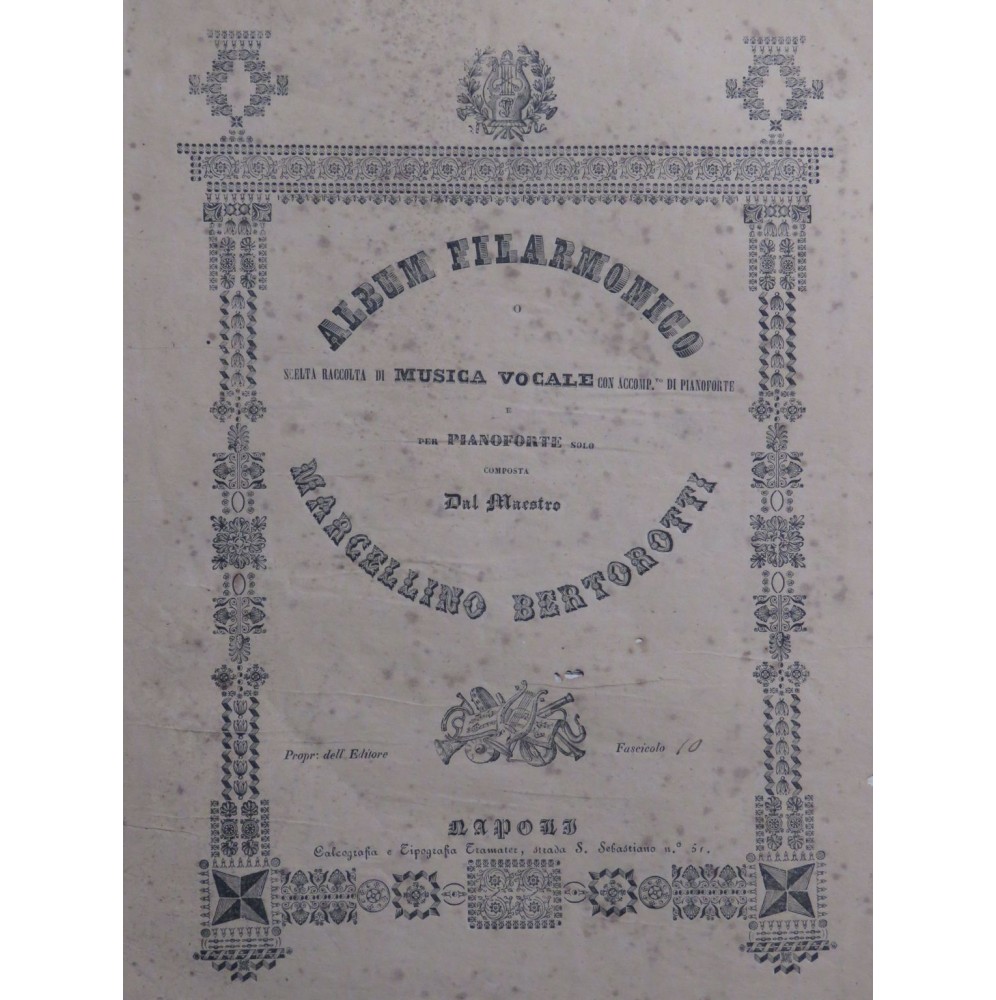 ALBUM FILARMONICO
O
SCELTA RACCOLTA DI MUSICA VOCALE CON ACCOMP.to DI PIANOFORTE
E
PER PIANOFORTE SOLO
COMPOSTA
Dal Maestro
MARCELLINO BERTOROTTI
Propr: dell'Editore
Fascicolo 10
NAPOLI
Calcografia e Tipografia Tramater, strada S. Sebastiano n.º 51.